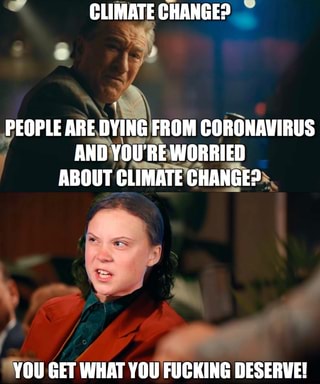 CLIMATE CHANGE?
PEOPLE ARE DYING FROM CORONAVIRUS
AND YOU'RE WORRIED
ABOUT CLIMATE CHANGE?
YOU GET WHAT YOU FUCKING DESERVE!